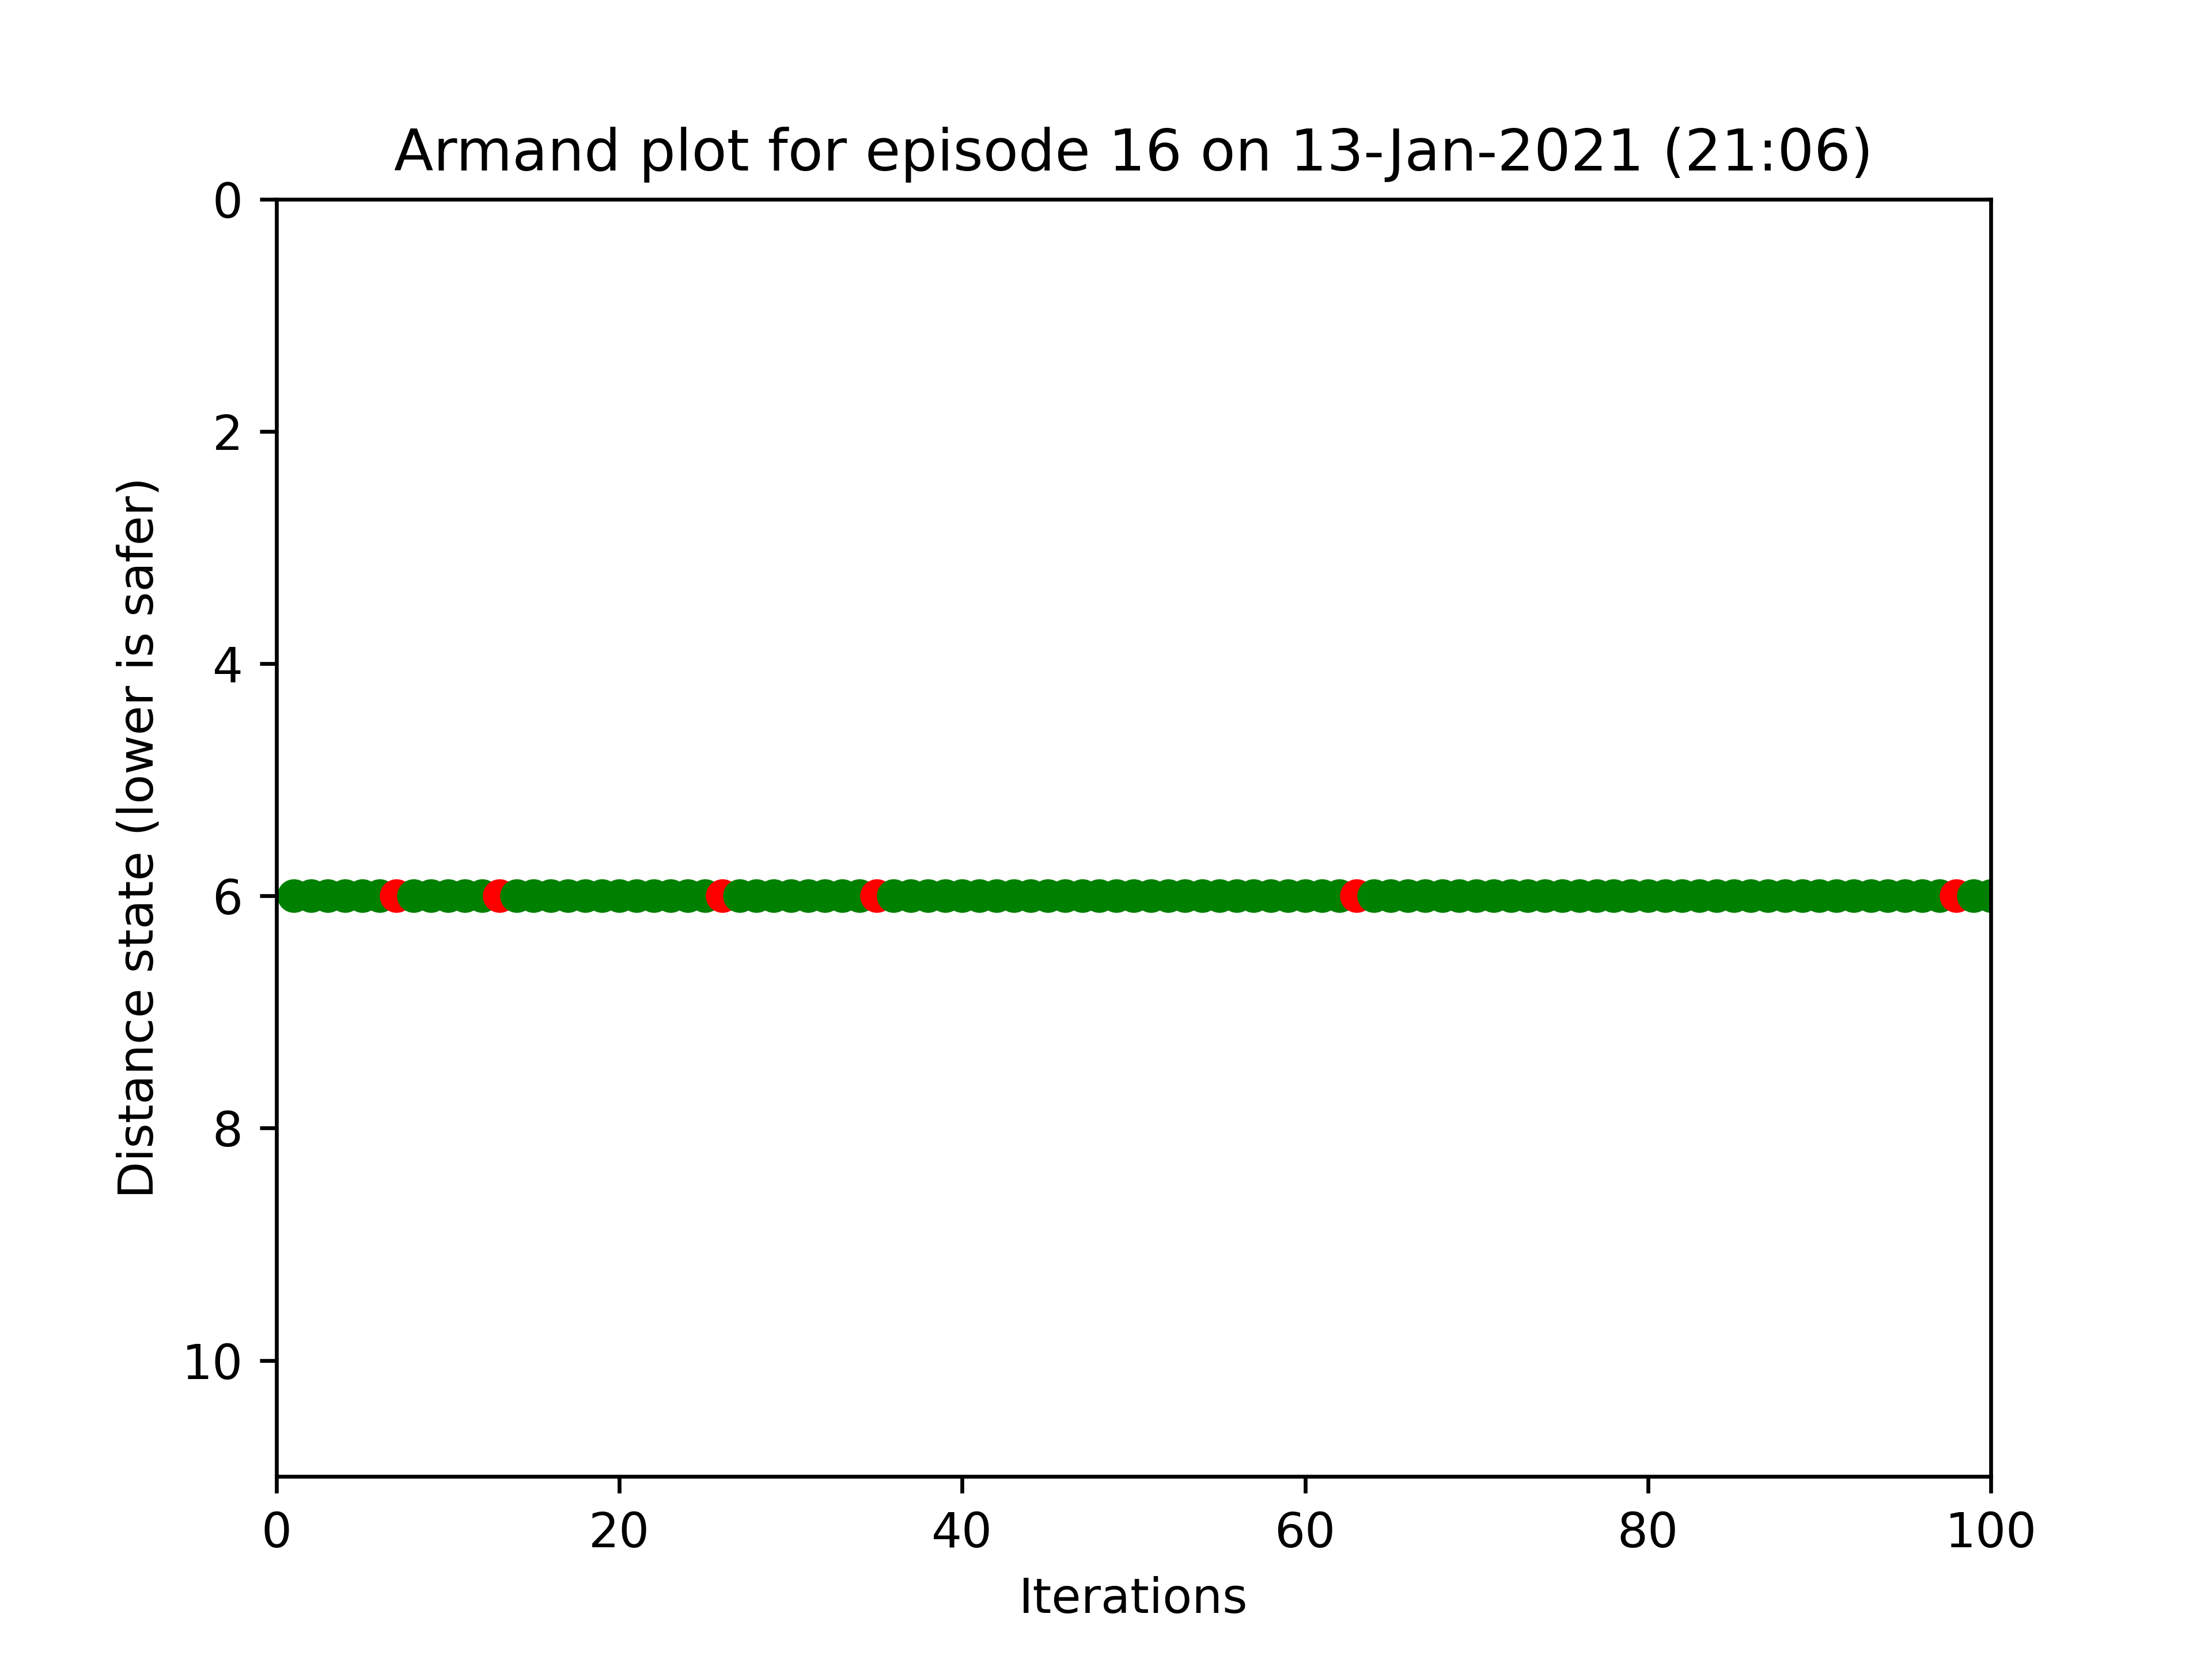 Armand plot for episode 16 on 13-Jan-2021 (21:06)
0
2
4
6
8
10
Distance state (lower is safer)
0 20 40 60 80 100
Iterations